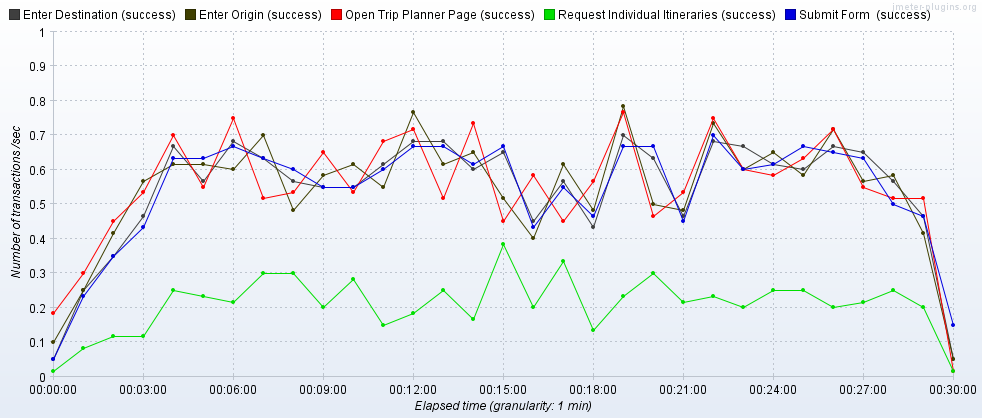 jmeter-plugins.org
Enter Destination (success) Enter Origin (success) Open Trip Planner Page (success) Request Individual Itineraries (success) Submit Form (success)
Number of transactions /sec
1
0.9
0.8
0.7
0.6
0.5
0.4
0.3
0.2
0.1
0
00:00:00 00:03:00 00:06:00 00:09:00 00:12:00 00:15:00 00:18:00 00:21:00 00:24:00 00:27:00 00:30:00
Elapsed time (granularity: 1 min)